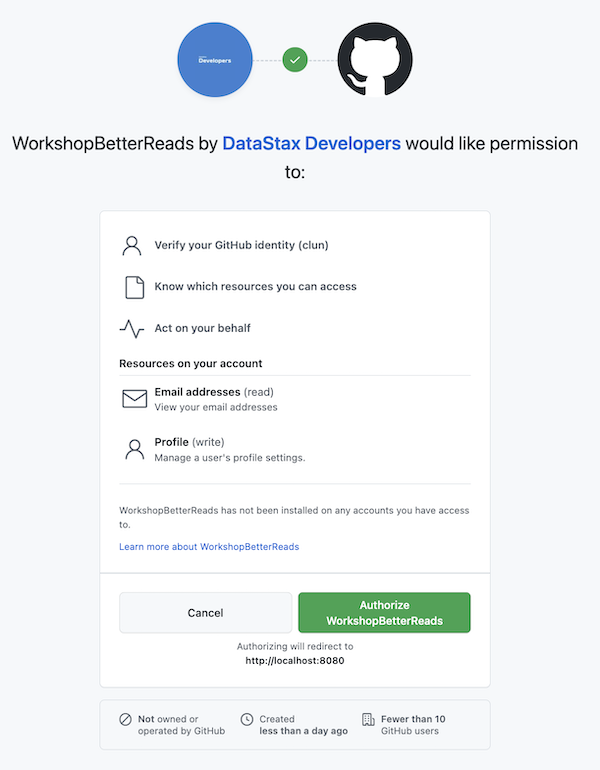 Developers
WorkshopBetterReads by DataStax Developers would like permission
to:
Verify your GitHub identity (clun)
Know which resources you can access
Act on your behalf
Resources on your account
Email addresses (read)
View your email addresses
Profile (write)
Manage a user's profile settings.
WorkshopBetterReads has not been installed on any accounts you have access
to.
Learn more about WorkshopBetterReads
Cancel
Authorize
WorkshopBetterReads
Authorizing will redirect to
http://localhost:8080
Not owned or
operated by GitHub
Created
less than a day ago
Fewer than 10
GitHub users